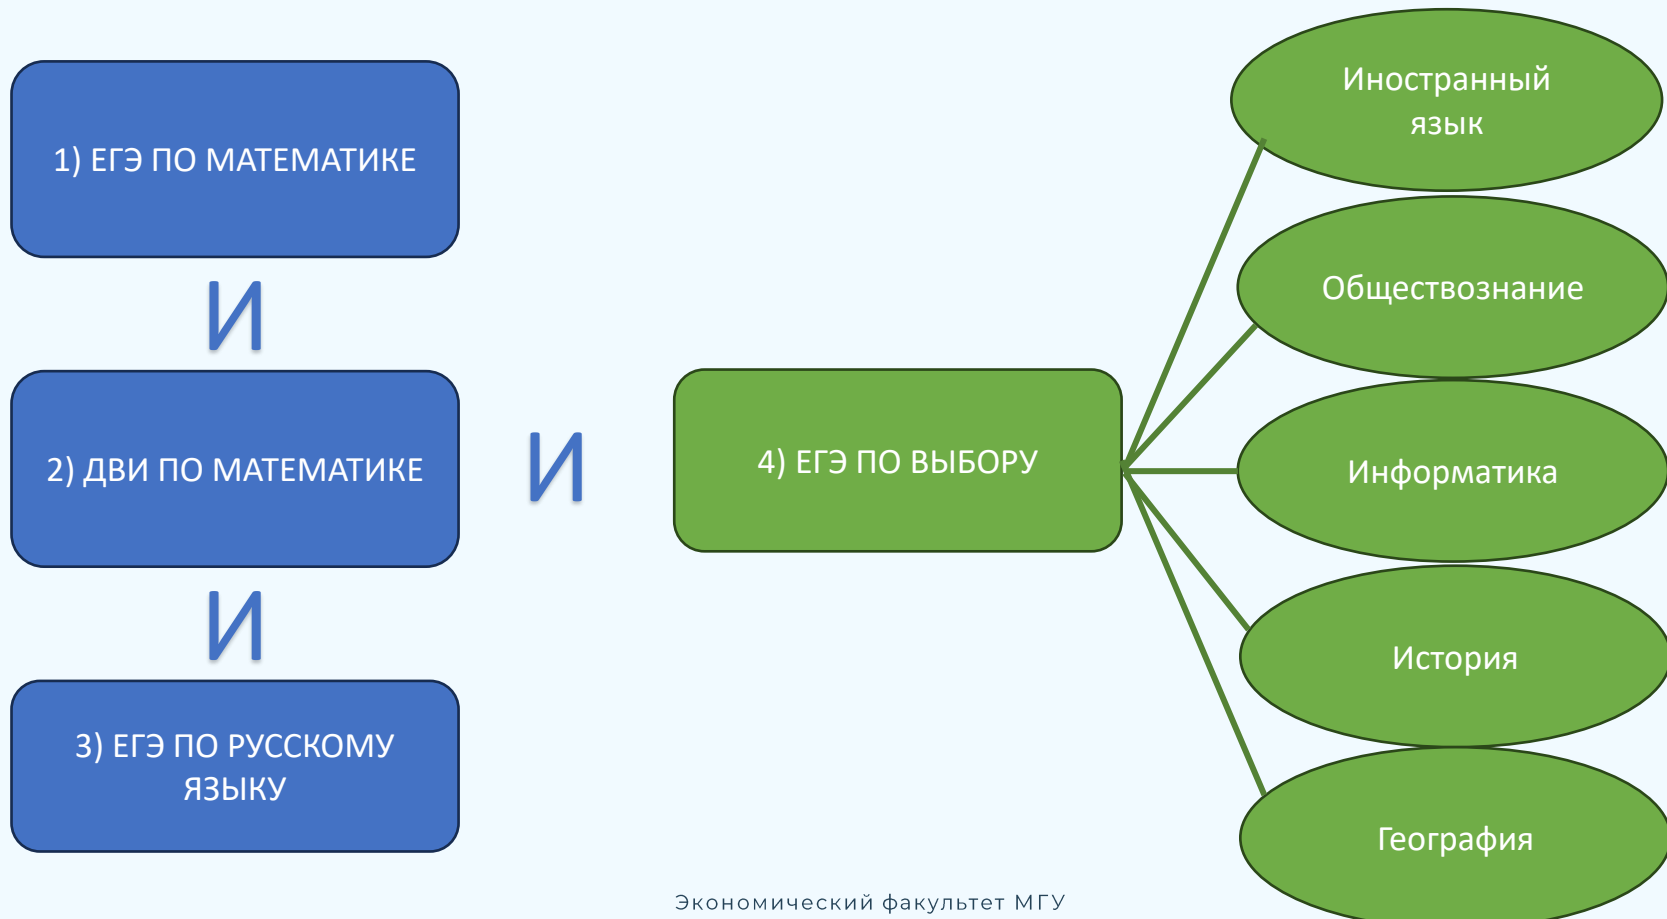 1) ЕГЭ ПО МАТЕМАТИКЕ
И
2) ДВИ ПО МАТЕМАТИКЕ
И
3) ЕГЭ ПО РУССКОМУ
ЯЗЫКУ
И
4) ЕГЭ ПО ВЫБОРУ
Иностранный
язык
Обществознание
Информатика
История
География
Экономический факультет МГУ